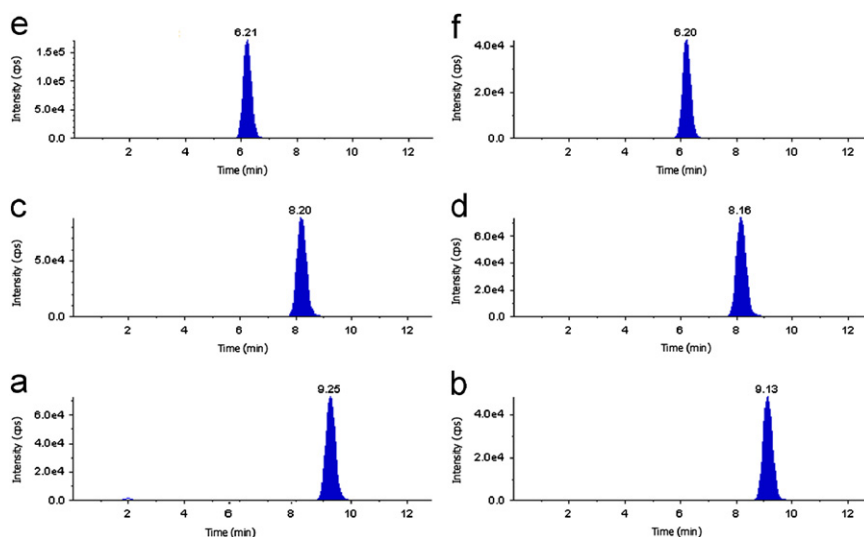 e
6.21
1.5e5
1.0e5
5.0e4
0.0
Intensity (cps)
2 4 6 8 10 12
Time (min)
f
6.20
4.0e4
2.0e4
0.0
Intensity (cps)
2 4 6 8 10 12
Time (min)
c
8.20
5.0e4
0.0
Intensity (cps)
2 4 6 8 10 12
Time (min)
d
8.16
6.0e4
4.0e4
2.0e4
0.0
Intensity (cps)
2 4 6 8 10 12
Time (min)
a
9.25
6.0e4
4.0e4
2.0e4
0.0
Intensity (cps)
2 4 6 8 10 12
Time (min)
b
9.13
4.0e4
2.0e4
0.0
Intensity (cps)
2 4 6 8 10 12
Time (min)